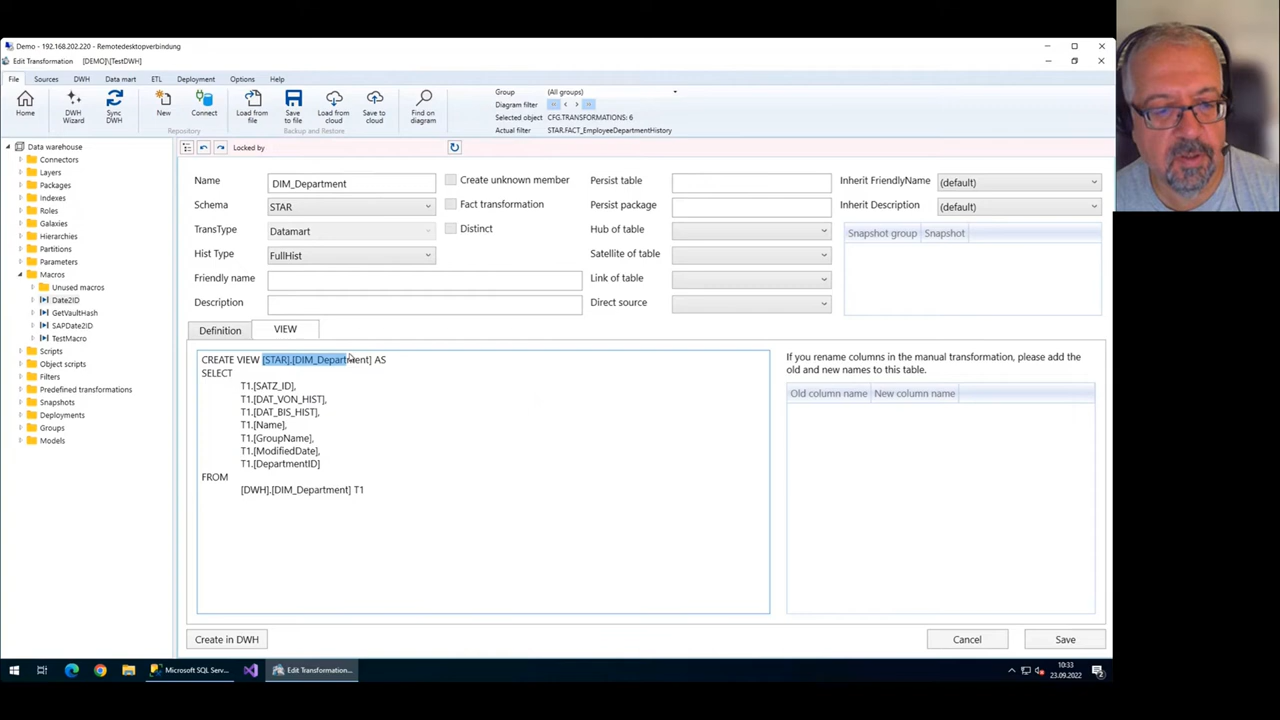 Demo - 192.168.202.220 - Remotedesktopverbindung
Edit Transformation [DEMO]\[TestDWH]
File Sources DWH Data mart ETL Deployment Options Help
Home
DWH Wizard
Sync DWH
New
Connect
Repository
Load from file
Save to file
Load from cloud
Save to cloud
Backup and Restore
Find on diagram
Group (All groups)
Diagram filter
Selected object CFG.TRANSFORMATIONS: 6
Actual filter STAR.FACT_EmployeeDepartmentHistory
Data warehouse
Connectors
Layers
Packages
Indexes
Roles
Galaxies
Hierarchies
Partitions
Parameters
Macros
Unused macros
Date2ID
GetVaultHash
SAPDate2ID
TestMacro
Scripts
Object scripts
Filters
Predefined transformations
Snapshots
Deployments
Groups
Models
Locked by
Name DIM_Department
Schema STAR
TransType Datamart
Hist Type FullHist
Friendly name
Description
Create unknown member
Fact transformation
Distinct
Persist table
Persist package
Hub of table
Satellite of table
Link of table
Direct source
Inherit FriendlyName (default)
Inherit Description (default)
Snapshot group Snapshot
Definition VIEW
CREATE VIEW [STAR].[DIM_Department] AS
SELECT
T1.[SATZ_ID],
T1.[DAT_VON_HIST],
T1.[DAT_BIS_HIST],
T1.[Name],
T1.[GroupName],
T1.[ModifiedDate],
T1.[DepartmentID]
FROM
[DWH].[DIM_Department] T1
If you rename columns in the manual transformation, please add the
old and new names to this table.
Old column name New column name
Create in DWH Cancel Save
Microsoft SQL Serv... Edit Transformation...
10:33
23.09.2022